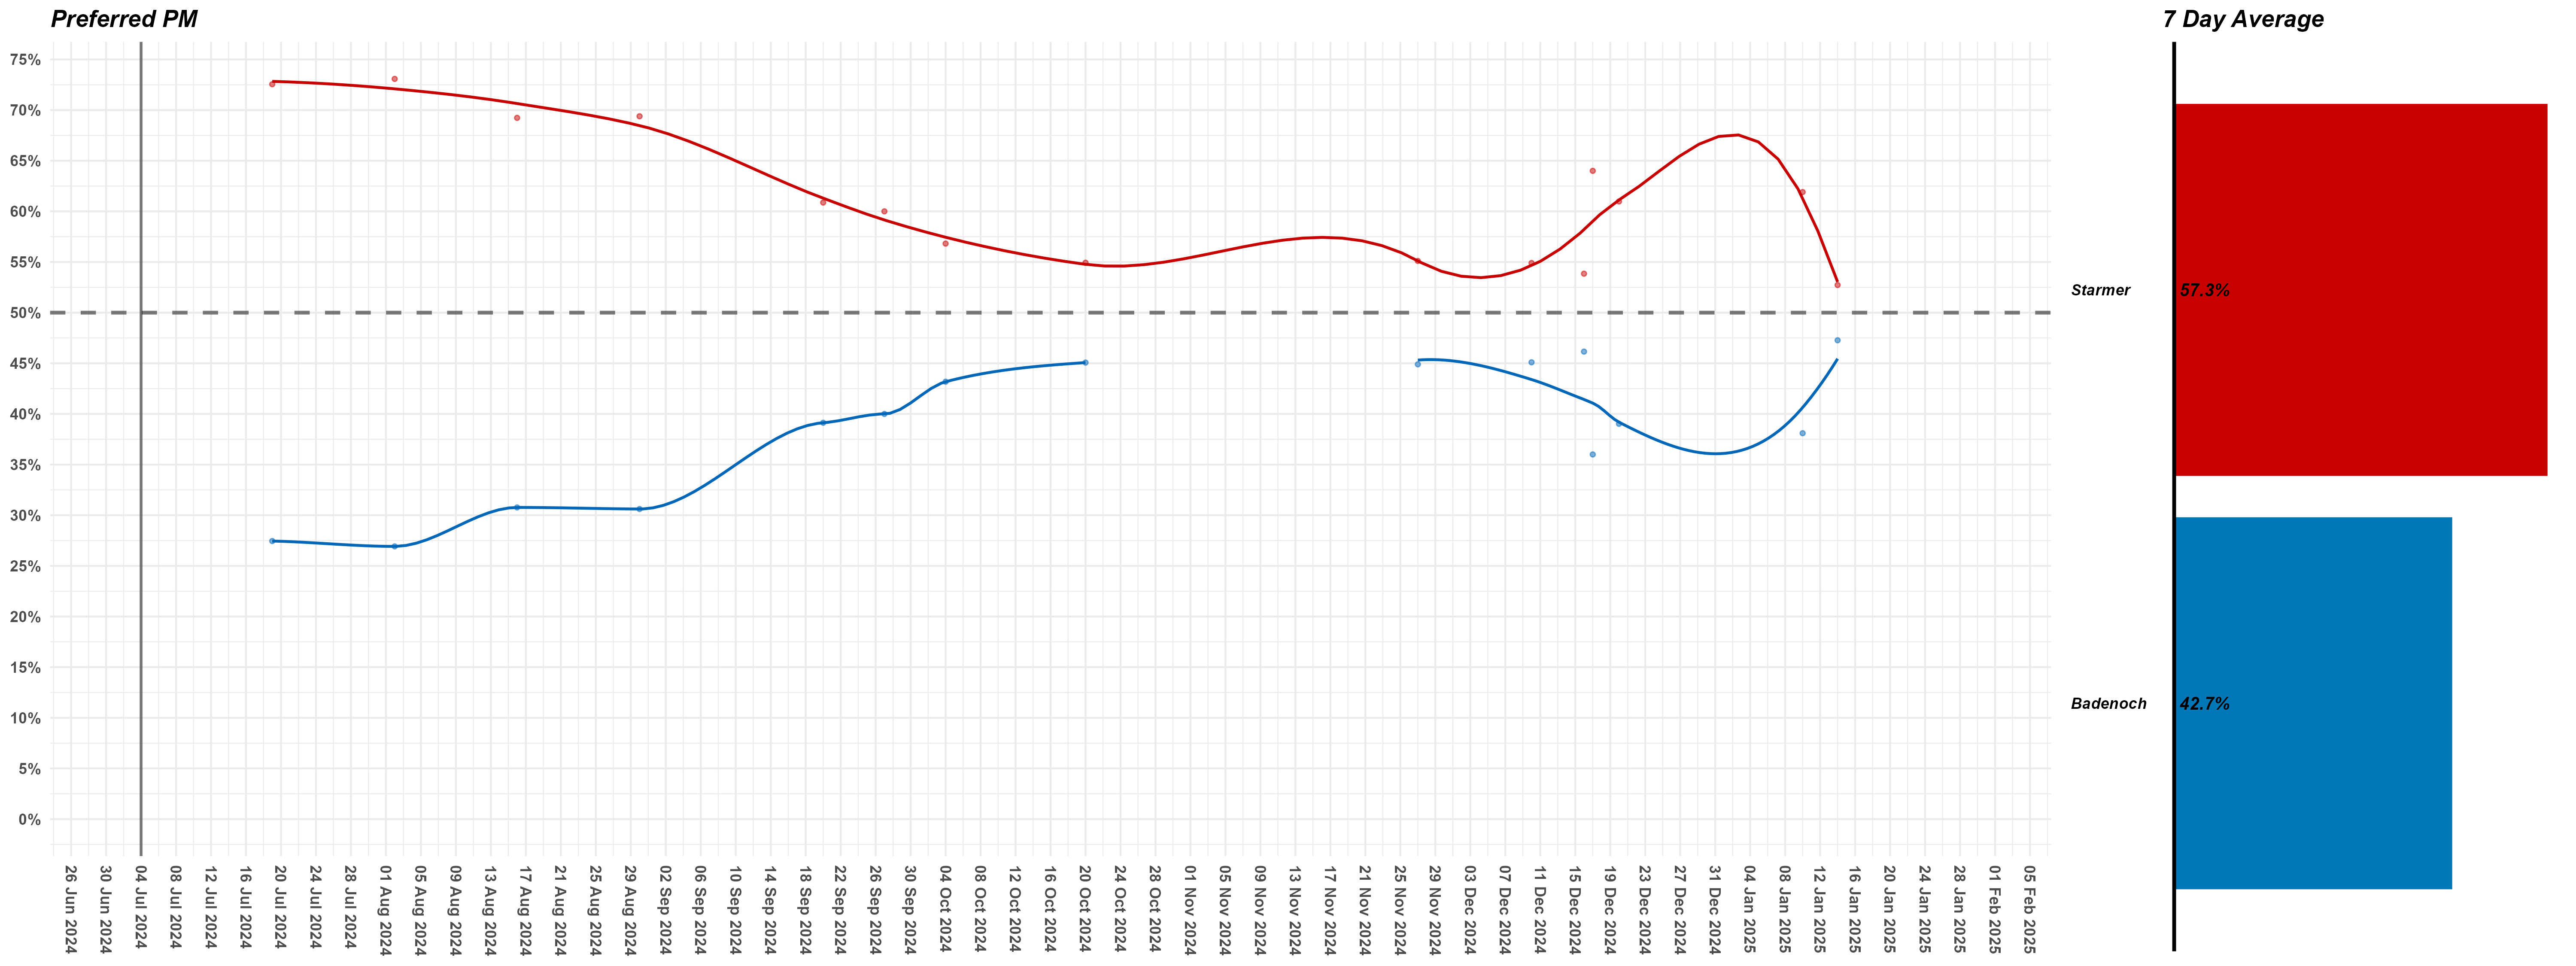 Preferred PM
7 Day Average
75%
70%
65%
60%
55%
50%
45%
40%
35%
30%
25%
20%
15%
10%
5%
0%
26 Jun 2024
30 Jun 2024
04 Jul 2024
08 Jul 2024
12 Jul 2024
16 Jul 2024
20 Jul 2024
24 Jul 2024
28 Jul 2024
01 Aug 2024
05 Aug 2024
09 Aug 2024
13 Aug 2024
17 Aug 2024
21 Aug 2024
25 Aug 2024
29 Aug 2024
02 Sep 2024
06 Sep 2024
10 Sep 2024
14 Sep 2024
18 Sep 2024
22 Sep 2024
26 Sep 2024
30 Sep 2024
04 Oct 2024
08 Oct 2024
12 Oct 2024
16 Oct 2024
20 Oct 2024
24 Oct 2024
28 Oct 2024
01 Nov 2024
05 Nov 2024
09 Nov 2024
13 Nov 2024
17 Nov 2024
21 Nov 2024
25 Nov 2024
29 Nov 2024
03 Dec 2024
07 Dec 2024
11 Dec 2024
15 Dec 2024
19 Dec 2024
23 Dec 2024
27 Dec 2024
31 Dec 2024
04 Jan 2025
08 Jan 2025
12 Jan 2025
16 Jan 2025
20 Jan 2025
24 Jan 2025
28 Jan 2025
01 Feb 2025
05 Feb 2025
Starmer 57.3%
Badenoch 42.7%